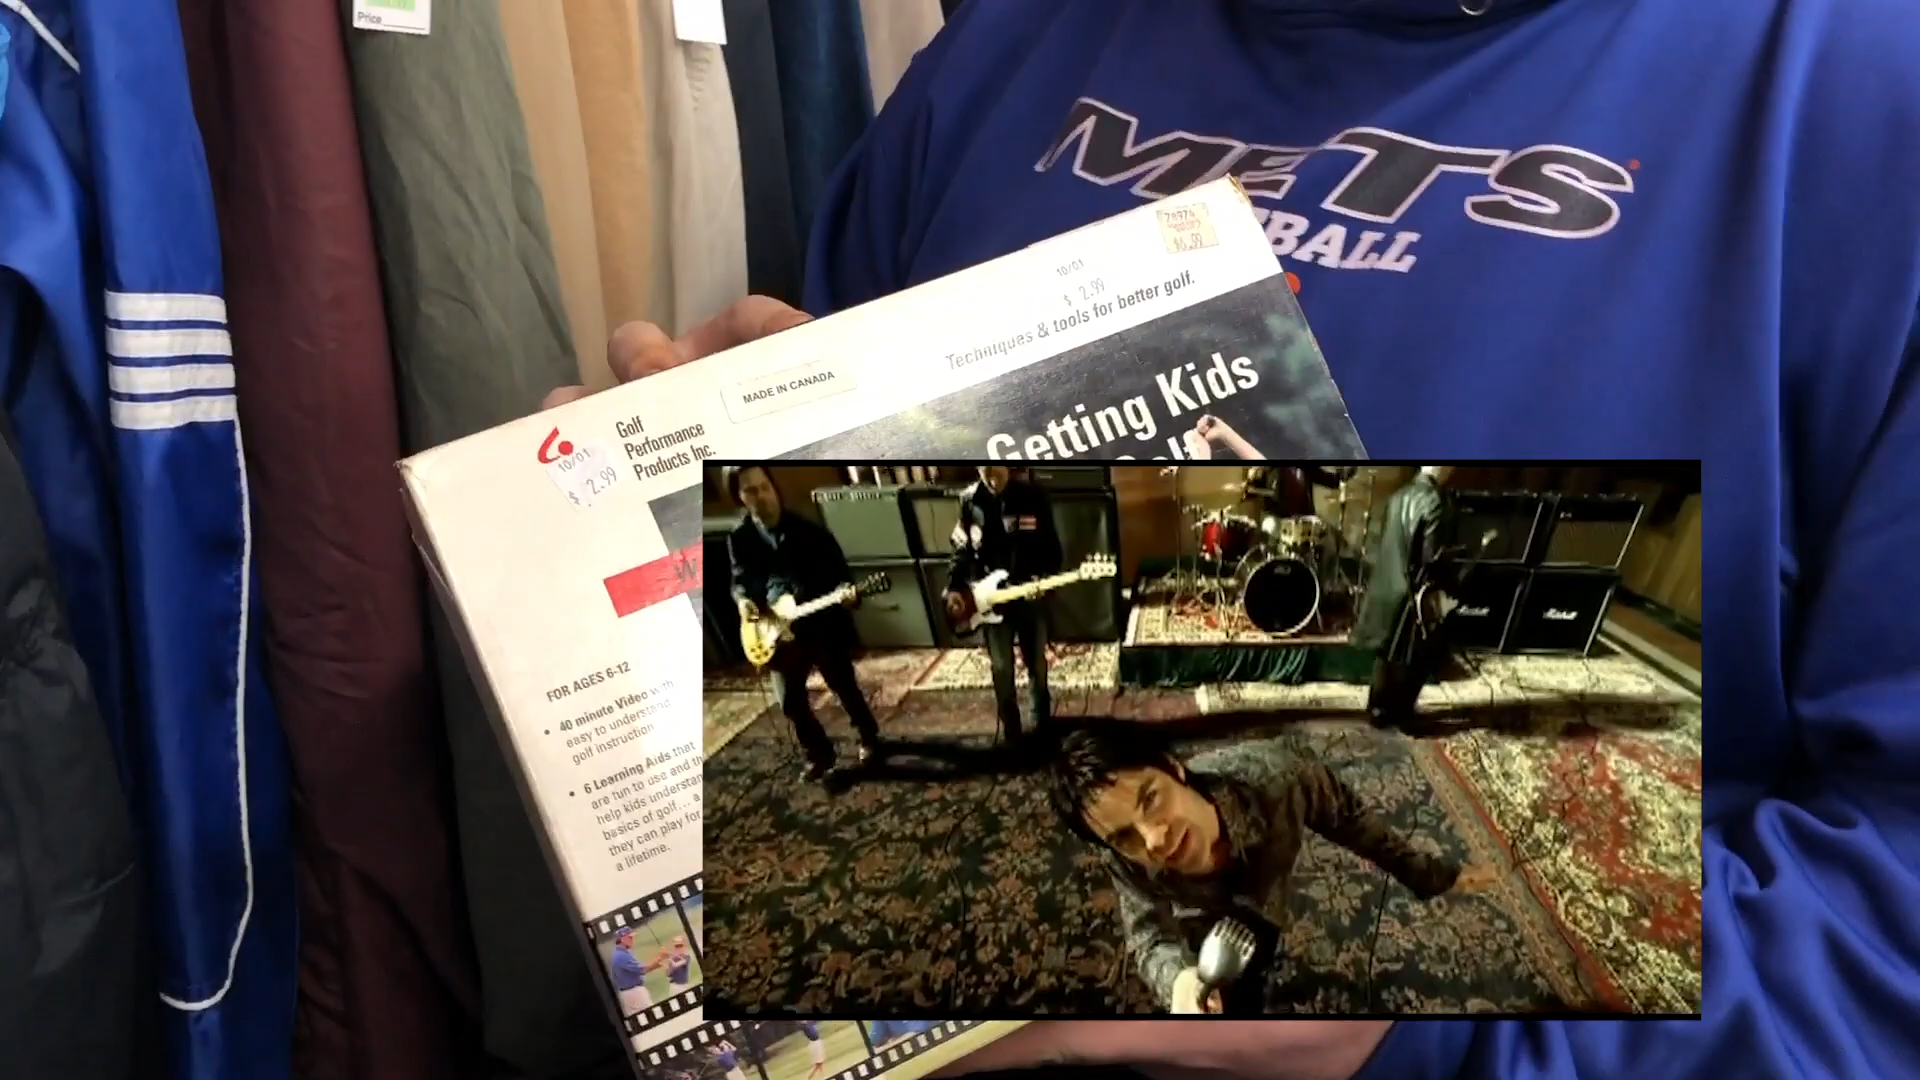 Price
METS
BALL
$6.99
10/01
$ 2.99
Techniques & tools for better golf.
MADE IN CANADA
Golf
Performance
Products Inc.
10/01
$ 2.99
Getting Kids
W
FOR AGES 6-12
• 40 minute Video with
easy to understand
golf instruction
• 6 Learning Aids that
are fun to use and
help kids understan
basics of golf... a
they can play for
a lifetime.
Marshall